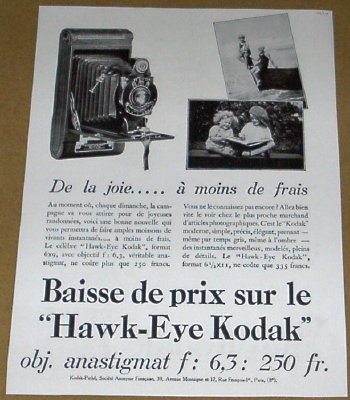 De la joie..... à moins de frais
Au moment où, chaque dimanche, la cam-
pagne va nous attirer pour de joyeuses
randonnées, voici une bonne nouvelle qui
vous permettra de faire amples moissons de
vivants instantanés..... à moins de frais.
Le célèbre "Hawk-Eye Kodak", format
6x9, avec objectif f : 6,3, véritable ana-
stigmat, ne coûte plus que 250 francs.
Vous ne le connaissez pas encore ? Allez bien
vite le voir chez le plus proche marchand
d'articles photographiques. C'est le "Kodak"
moderne, simple, précis, élégant, prenant —
même par temps gris, même à l'ombre —
des instantanés merveilleux, modelés, pleins
de détails. Le "Hawk-Eye Kodak",
format 6½x11, ne coûte que 335 francs.
Baisse de prix sur le
"Hawk-Eye Kodak"
obj. anastigmat f : 6,3 : 250 fr.
Kodak-Pathé, Société Anonyme Française, 39, Avenue Montaigne et 17, Rue François-Iᵉʳ, Paris, (8ᵉ).